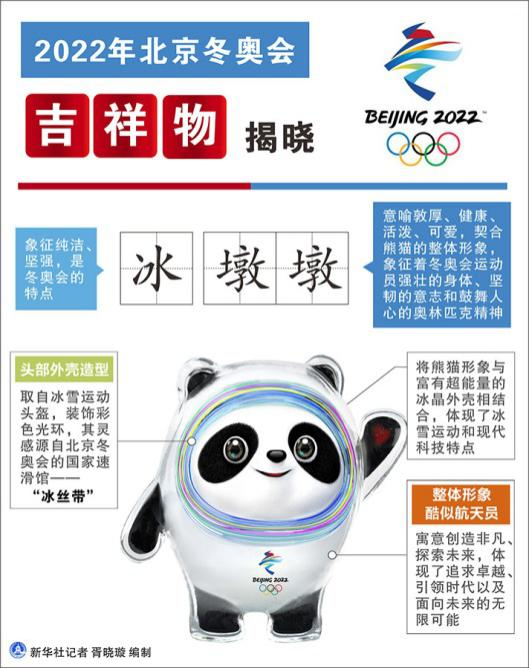 2022年北京冬奥会
吉祥物 揭晓
BEIJING 2022™
象征纯洁、
坚强，是
冬奥会的
特点
冰墩墩
意喻敦厚、健康、
活泼、可爱，契合
熊猫的整体形象，
象征着冬奥会运动
员强壮的身体、坚
韧的意志和鼓舞人
心的奥林匹克精神
头部外壳造型
取自冰雪运动
头盔，装饰彩
色光环，其灵
感源自北京冬
奥会的国家速
滑馆——
“冰丝带”
将熊猫形象与
富有超能量的
冰晶外壳相结
合，体现了冰
雪运动和现代
科技特点
整体形象
酷似航天员
寓意创造非凡、
探索未来，体
现了追求卓越、
引领时代以及
面向未来的无
限可能
BEIJING 2022
新华社记者 胥晓璇 编制